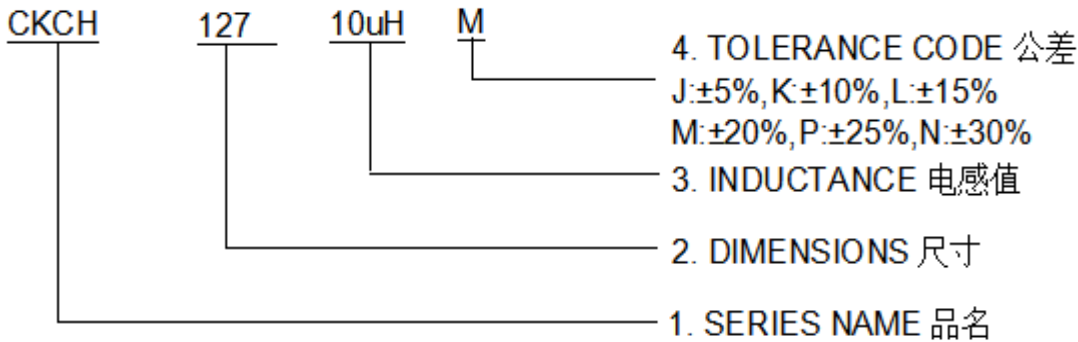 CKCH 127 10uH M
4. TOLERANCE CODE 公差
J:±5%,K:±10%,L:±15%
M:±20%,P:±25%,N:±30%
3. INDUCTANCE 电感值
2. DIMENSIONS 尺寸
1. SERIES NAME 品名